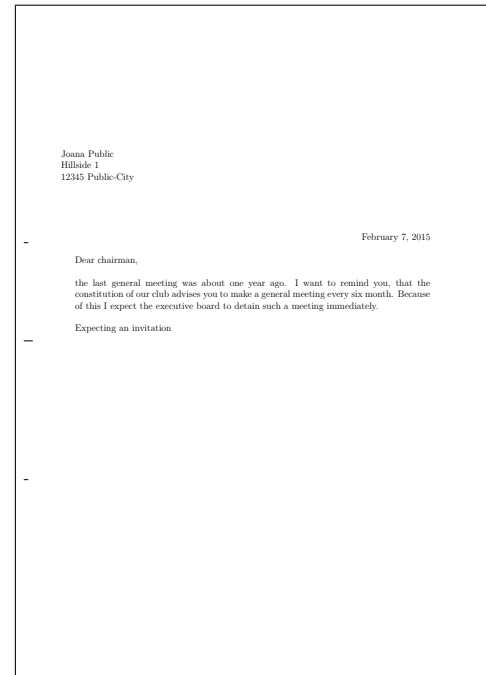 Joana Public
Hillside 1
12345 Public-City
February 7, 2015
Dear chairman,
the last general meeting was about one year ago. I want to remind you, that the
constitution of our club advises you to make a general meeting every six month. Because
of this I expect the executive board to detain such a meeting immediately.
Expecting an invitation